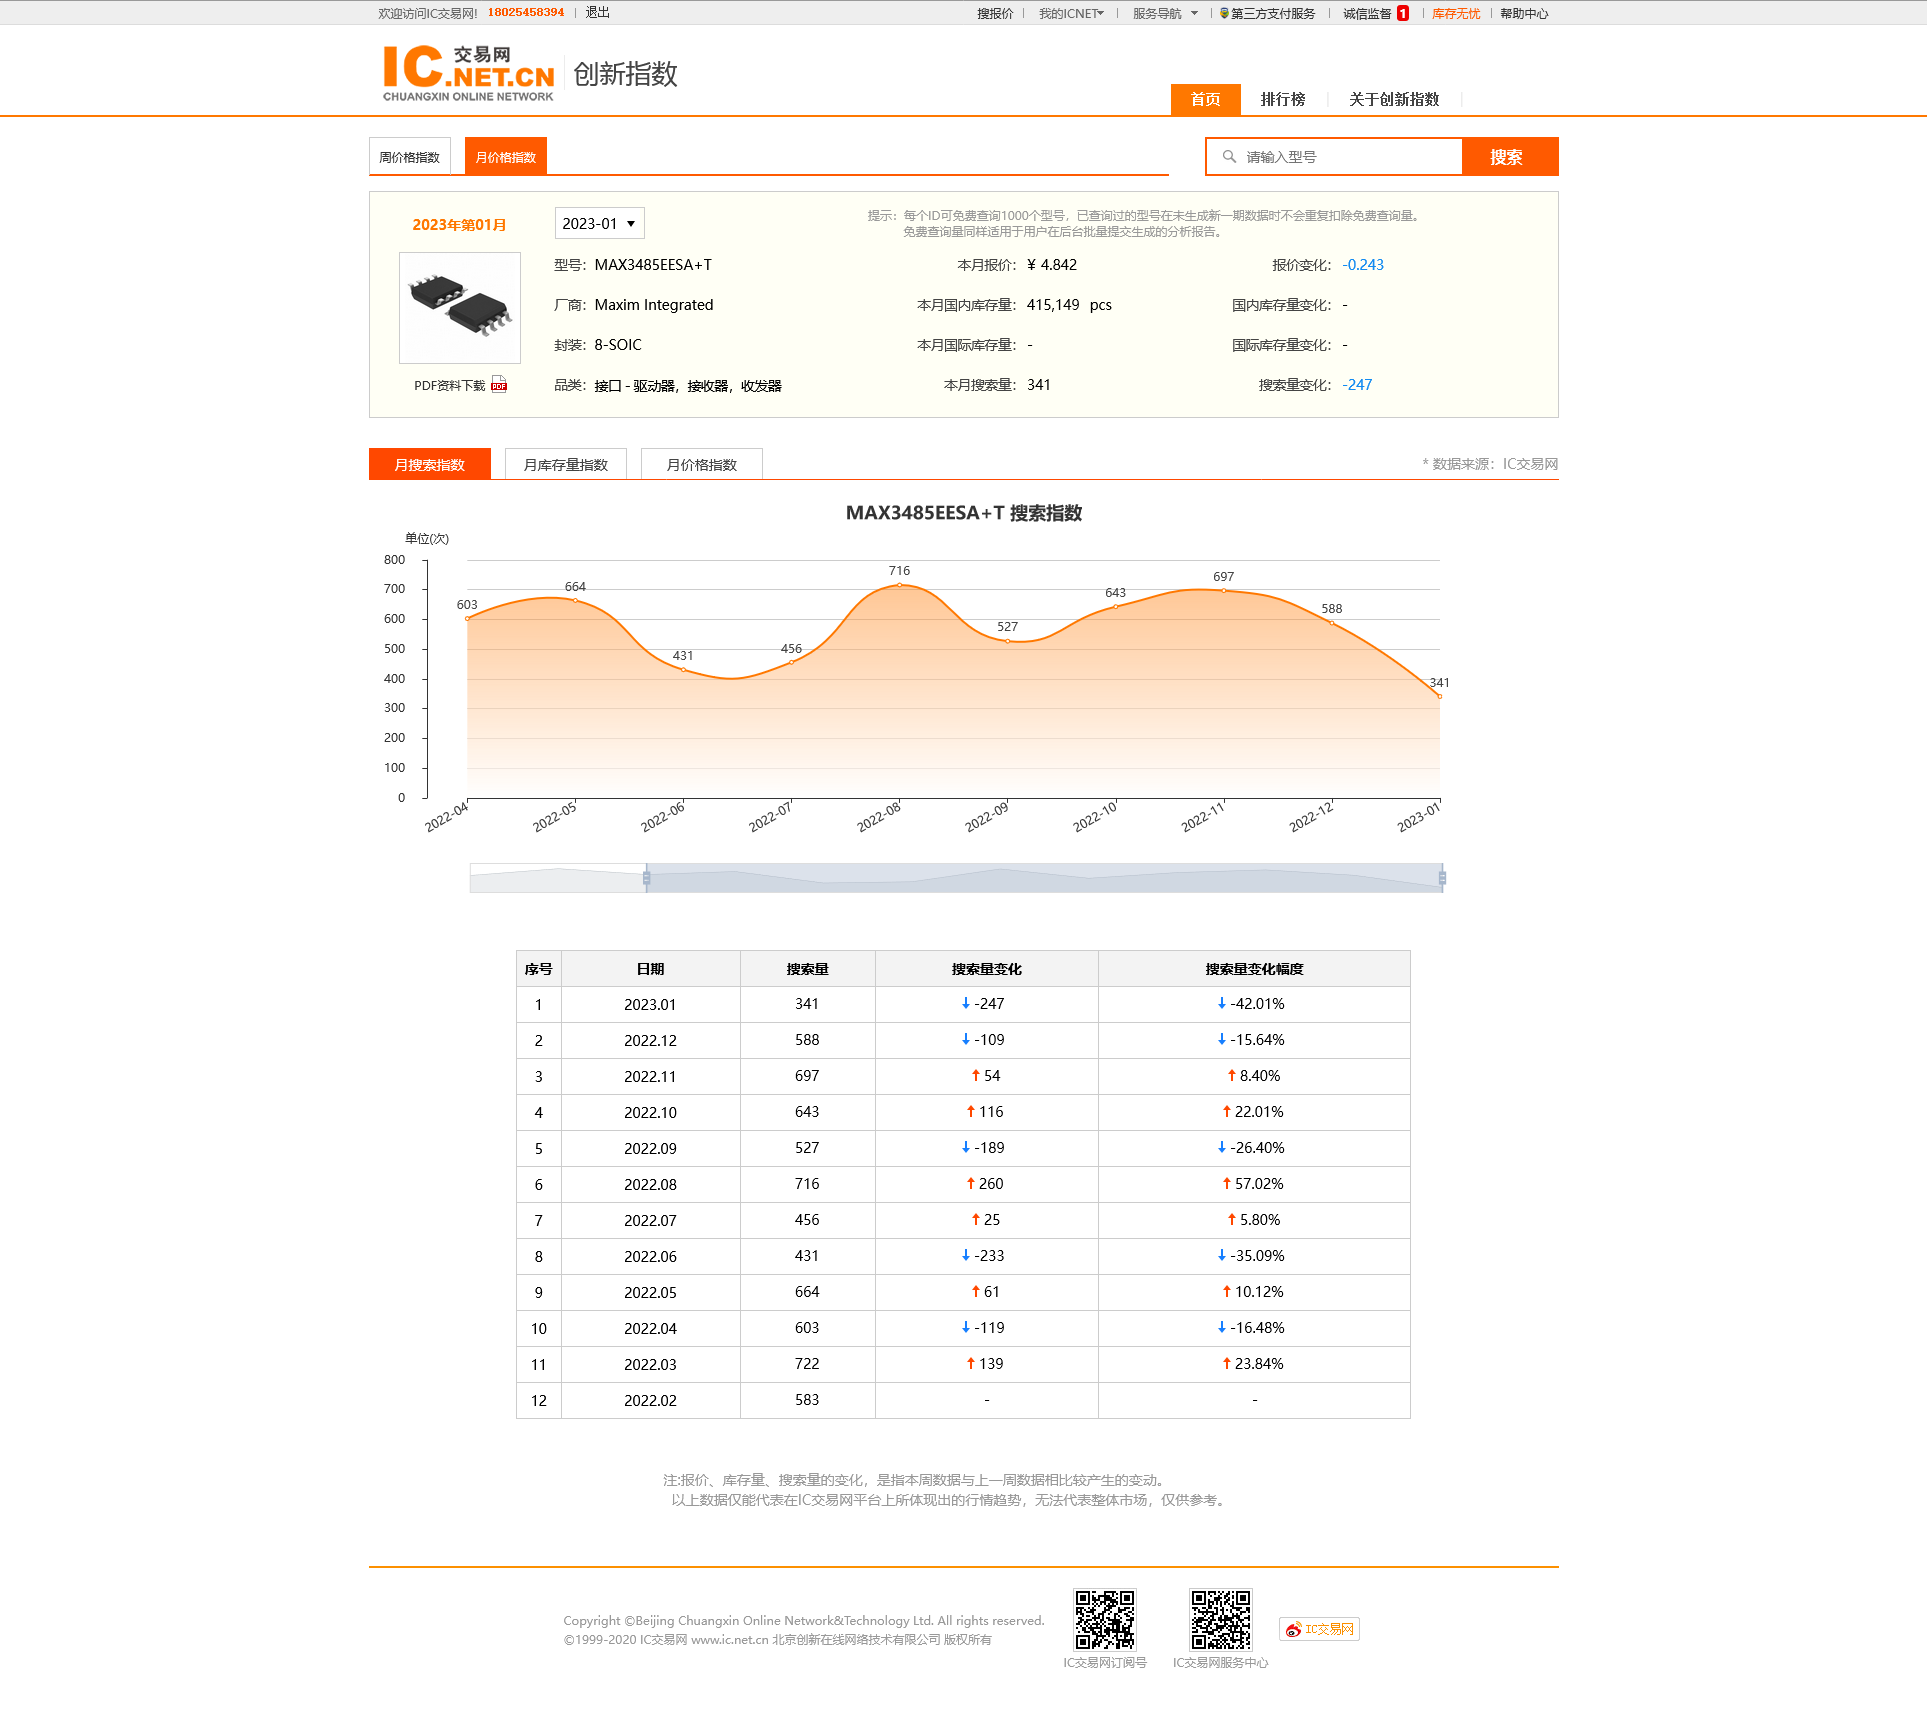 欢迎访问IC交易网! 18025458394 退出 搜报价 我的ICNET 服务导航 第三方支付服务 诚信监督 1 库存无忧 帮助中心
IC 交易网
.NET.CN
CHUANGXIN ONLINE NETWORK
创新指数
首页 排行榜 关于创新指数
周价格指数 月价格指数 请输入型号 搜索
2023年第01月 2023-01
提示：每个ID可免费查询1000个型号，已查询过的型号在未生成新一期数据时不会重复扣除免费查询量。
免费查询量同样适用于用户在后台批量提交生成的分析报告。
型号：MAX3485EESA+T 本月报价：¥ 4.842 报价变化：-0.243
厂商：Maxim Integrated 本月国内库存量：415,149 pcs 国内库存量变化：-
封装：8-SOIC 本月国际库存量：- 国际库存量变化：-
PDF资料下载 PDF 品类：接口 - 驱动器，接收器，收发器 本月搜索量：341 搜索量变化：-247
月搜索指数 月库存量指数 月价格指数 * 数据来源：IC交易网
MAX3485EESA+T 搜索指数
单位(次)
800
700
600
500
400
300
200
100
0
603
664
431
456
716
527
643
697
588
341
2022-04 2022-05 2022-06 2022-07 2022-08 2022-09 2022-10 2022-11 2022-12 2023-01
序号 日期 搜索量 搜索量变化 搜索量变化幅度
1 2023.01 341 ↓ -247 ↓ -42.01%
2 2022.12 588 ↓ -109 ↓ -15.64%
3 2022.11 697 ↑ 54 ↑ 8.40%
4 2022.10 643 ↑ 116 ↑ 22.01%
5 2022.09 527 ↓ -189 ↓ -26.40%
6 2022.08 716 ↑ 260 ↑ 57.02%
7 2022.07 456 ↑ 25 ↑ 5.80%
8 2022.06 431 ↓ -233 ↓ -35.09%
9 2022.05 664 ↑ 61 ↑ 10.12%
10 2022.04 603 ↓ -119 ↓ -16.48%
11 2022.03 722 ↑ 139 ↑ 23.84%
12 2022.02 583 - -
注:报价、库存量、搜索量的变化，是指本周数据与上一周数据相比较产生的变动。
以上数据仅能代表在IC交易网平台上所体现出的行情趋势，无法代表整体市场，仅供参考。
Copyright ©Beijing Chuangxin Online Network&Technology Ltd. All rights reserved.
©1999-2020 IC交易网 www.ic.net.cn 北京创新在线网络技术有限公司 版权所有
IC交易网订阅号 IC交易网服务中心
IC交易网